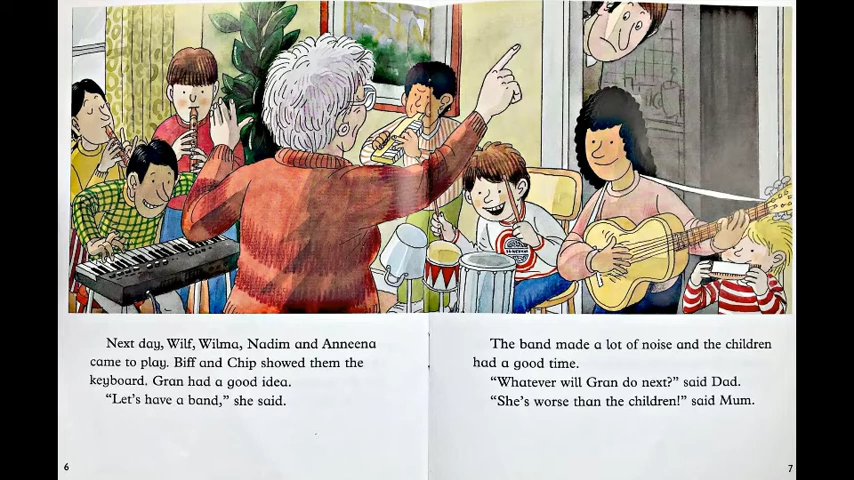 Next day, Wilf, Wilma, Nadim and Anneena
came to play. Biff and Chip showed them the
keyboard. Gran had a good idea.
"Let's have a band," she said.
6
The band made a lot of noise and the children
had a good time.
"Whatever will Gran do next?" said Dad.
"She's worse than the children!" said Mum.
7